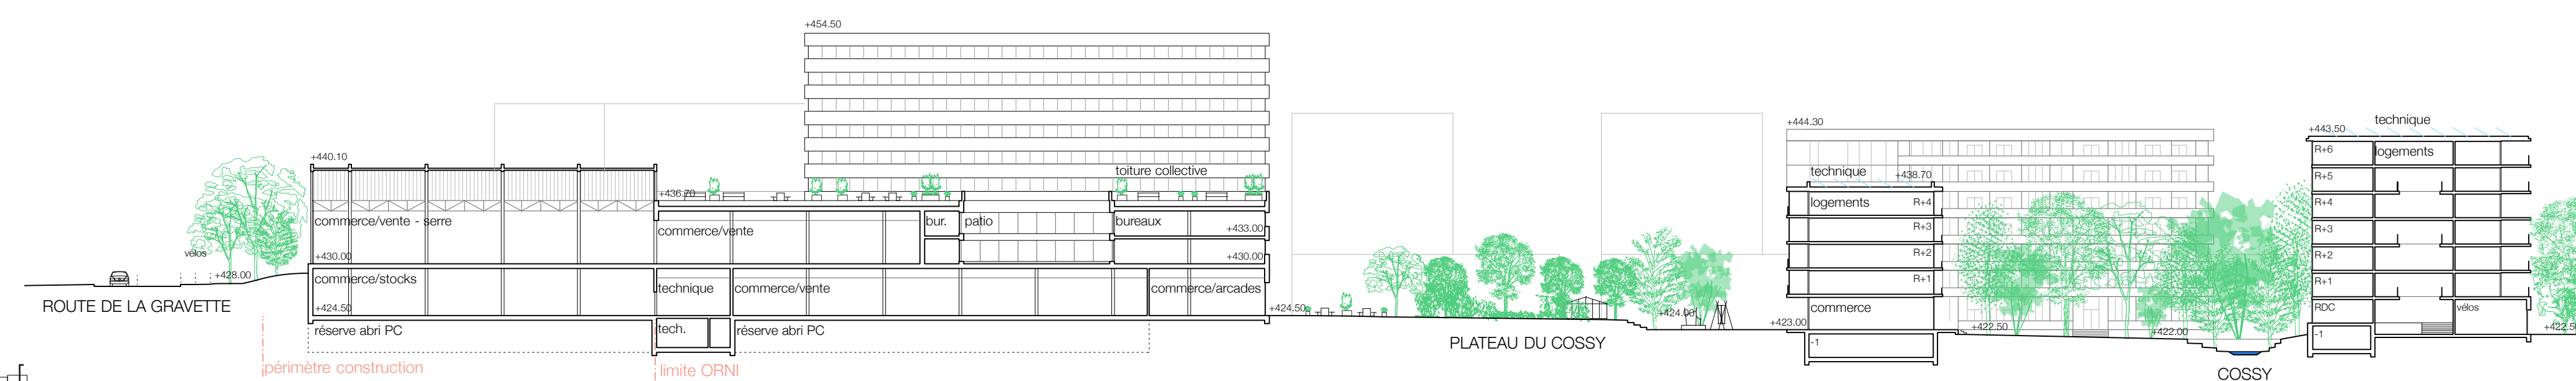 +454.50
+444.30
technique
+443.50
+440.10
toiture collective
technique
+438.70
R+6
logements
R+5
+436.70
logements
R+4
R+4
commerce/vente - serre
commerce/vente
bur.
patio
bureaux
+433.00
R+3
R+3
vélos
+430.00
+430.00
R+2
R+2
+428.00
commerce/stocks
technique
commerce/vente
commerce/arcades
R+1
R+1
ROUTE DE LA GRAVETTE
+424.50
+424.50
+424.00
commerce
RDC
vélos
réserve abri PC
tech.
réserve abri PC
+423.00
+422.50
+422.00
+422.50
PLATEAU DU COSSY
-1
-1
périmètre construction
limite ORNI
COSSY